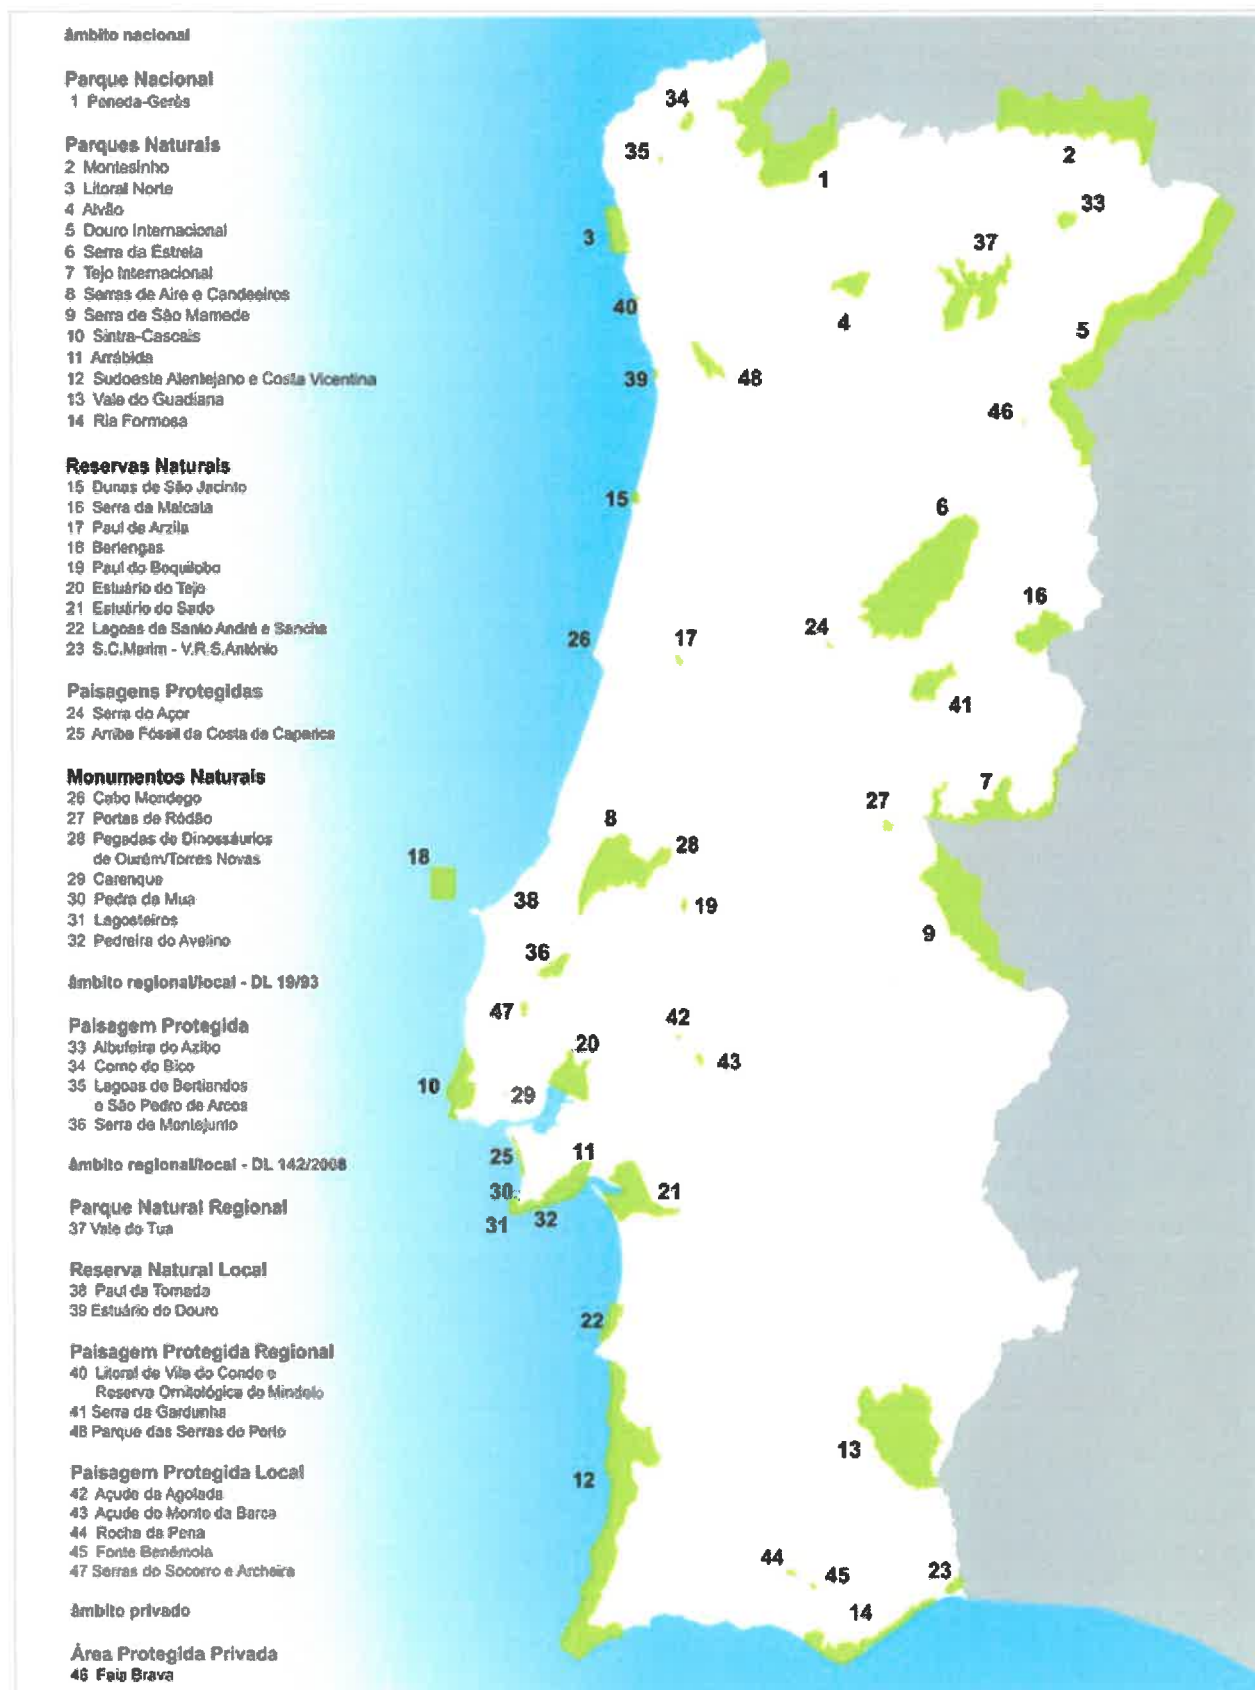 âmbito nacional
Parque Nacional
1 Peneda-Gerês
Parques Naturais
2 Montesinho
3 Litoral Norte
4 Alvão
5 Douro Internacional
6 Serra da Estrela
7 Tejo Internacional
8 Serras de Aire e Candeeiros
9 Serra de São Mamede
10 Sintra-Cascais
11 Arrábida
12 Sudoeste Alentejano e Costa Vicentina
13 Vale do Guadiana
14 Ria Formosa
Reservas Naturais
15 Dunas de São Jacinto
16 Serra da Malcata
17 Paul de Arzila
18 Berlengas
19 Paul do Boquilobo
20 Estuário do Tejo
21 Estuário do Sado
22 Lagoas de Santo André e Sancha
23 S.C.Marim - V.R.S.António
Paisagens Protegidas
24 Serra do Açor
25 Arriba Fóssil da Costa de Caparica
Monumentos Naturais
26 Cabo Mondego
27 Portas de Ródão
28 Pegadas de Dinossáurios
de Ourém/Torres Novas
29 Carenque
30 Pedra da Mua
31 Lagosteiros
32 Pedreira do Avelino
âmbito regional/local - DL 19/93
Paisagem Protegida
33 Albufeira do Azibo
34 Corno do Bico
35 Lagoas de Bertiandos
e São Pedro de Arcos
36 Serra de Montejunto
âmbito regional/local - DL 142/2008
Parque Natural Regional
37 Vale do Tua
Reserva Natural Local
38 Paul da Tornada
39 Estuário do Douro
Paisagem Protegida Regional
40 Litoral de Vila do Conde e
Reserva Ornitológica do Mindelo
41 Serra da Gardunha
48 Parque das Serras do Porto
Paisagem Protegida Local
42 Açude da Agolada
43 Açude do Monte da Barca
44 Rocha da Pena
45 Fonte Benémola
47 Serras do Socorro e Archeira
âmbito privado
Área Protegida Privada
46 Faia Brava
34
35
1
2
33
3
37
40
4
5
39
48
46
15
6
16
26
17
24
41
7
27
8
28
18
38
19
9
36
47
42
20
43
10
29
25
11
30
21
31
32
22
13
12
44
45
23
14